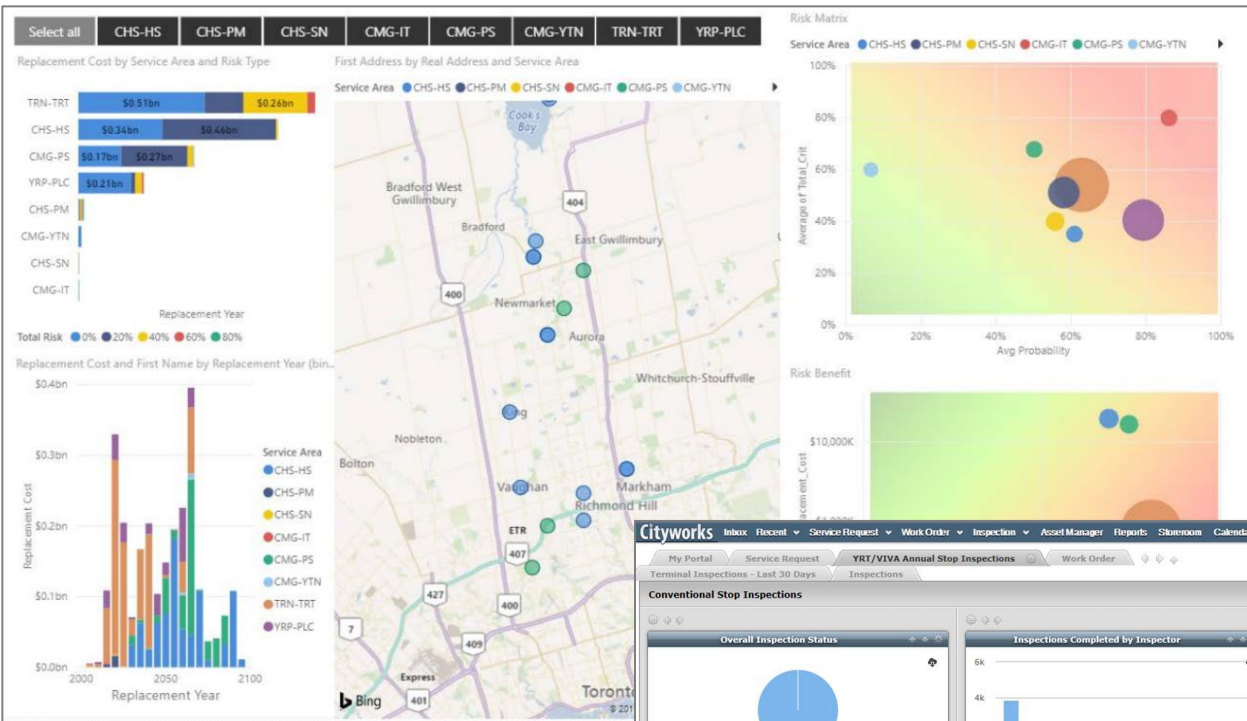 Select all CHS-HS CHS-PM CHS-SN CMG-IT CMG-PS CMG-YTN TRN-TRT YRP-PLC
Replacement Cost by Service Area and Risk Type
TRN-TRT $0.51bn $0.26bn
CHS-HS $0.34bn $0.46bn
CMG-PS $0.17bn $0.27bn
YRP-PLC $0.21bn
CHS-PM
CMG-YTN
CHS-SN
CMG-IT
Replacement Year
Total Risk 0% 20% 40% 60% 80%
Replacement Cost and First Name by Replacement Year (bin...
$0.4bn
$0.3bn
$0.2bn
$0.1bn
$0.0bn
Replacement Cost
2000 2050 2100
Replacement Year
Service Area
CHS-HS
CHS-PM
CHS-SN
CMG-IT
CMG-PS
CMG-YTN
TRN-TRT
YRP-PLC
First Address by Real Address and Service Area
Service Area CHS-HS CHS-PM CHS-SN CMG-IT CMG-PS CMG-YTN
Cook's
Bay
Bradford West
Gwillimbury
404
Bradford
East Gwillimbury
400
Newmarket
Aurora
Whitchurch-Stouffville
King
Nobleton
Bolton
Vaughan
Markham
Richmond Hill
ETR
407
427
400
7
409
Express
401
Bing
Toronto
© 201
Risk Matrix
Service Area CHS-HS CHS-PM CHS-SN CMG-IT CMG-PS CMG-YTN
100%
80%
60%
40%
20%
0%
Average of Total_Crit
0% 20% 40% 60% 80% 100%
Avg Probability
Risk Benefit
$10,000K
acement_Cost
Cityworks Inbox Recent Service Request Work Order Inspection Asset Manager Reports Storeroom Calenda
My Portal Service Request YRT/VIVA Annual Stop Inspections Work Order
Terminal Inspections - Last 30 Days Inspections
Conventional Stop Inspections
Overall Inspection Status
Inspections Completed by Inspector
6k
4k